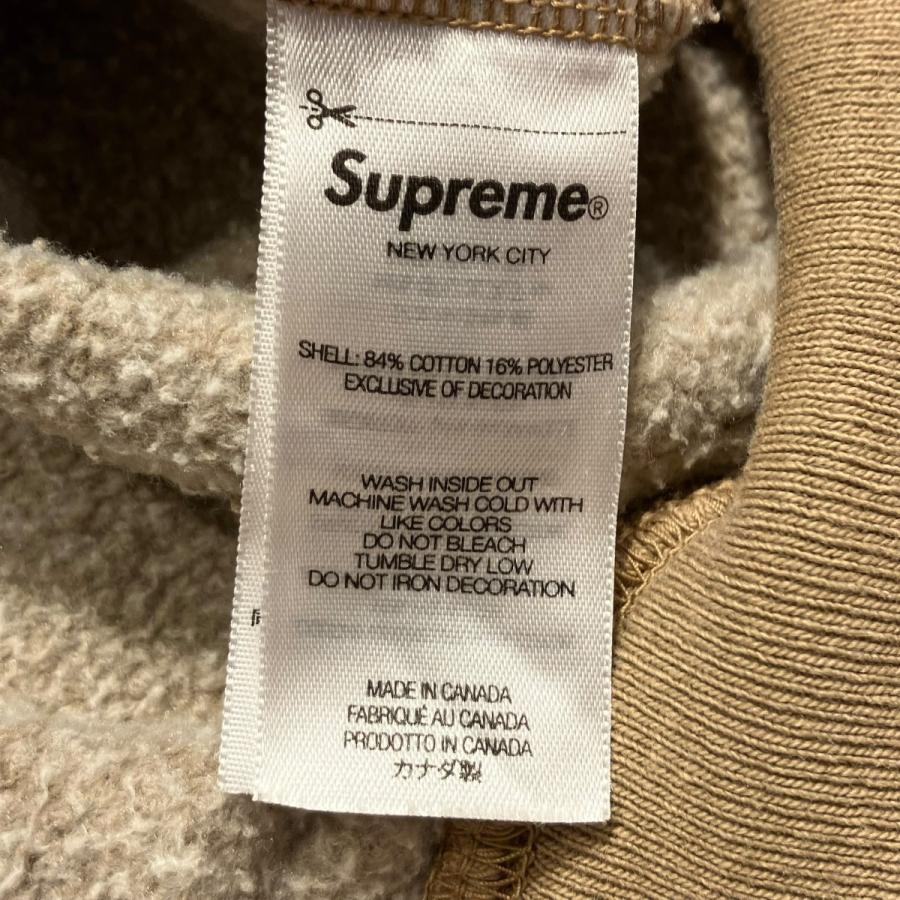 Supreme®
NEW YORK CITY
SHELL: 84% COTTON 16% POLYESTER
EXCLUSIVE OF DECORATION
WASH INSIDE OUT
MACHINE WASH COLD WITH
LIKE COLORS
DO NOT BLEACH
TUMBLE DRY LOW
DO NOT IRON DECORATION
MADE IN CANADA
FABRIQUÉ AU CANADA
PRODOTTO IN CANADA
カナダ製